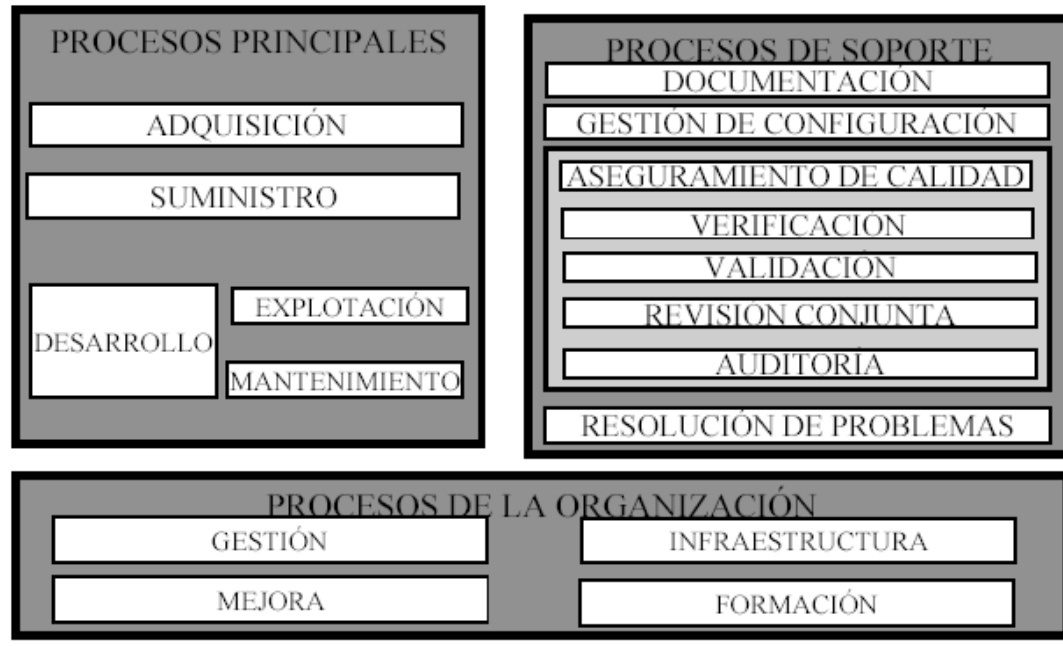 PROCESOS PRINCIPALES
ADQUISICIÓN
SUMINISTRO
DESARROLLO
EXPLOTACIÓN
MANTENIMIENTO
PROCESOS DE SOPORTE
DOCUMENTACIÓN
GESTIÓN DE CONFIGURACIÓN
ASEGURAMIENTO DE CALIDAD
VERIFICACIÓN
VALIDACIÓN
REVISIÓN CONJUNTA
AUDITORÍA
RESOLUCIÓN DE PROBLEMAS
PROCESOS DE LA ORGANIZACIÓN
GESTIÓN
INFRAESTRUCTURA
MEJORA
FORMACIÓN